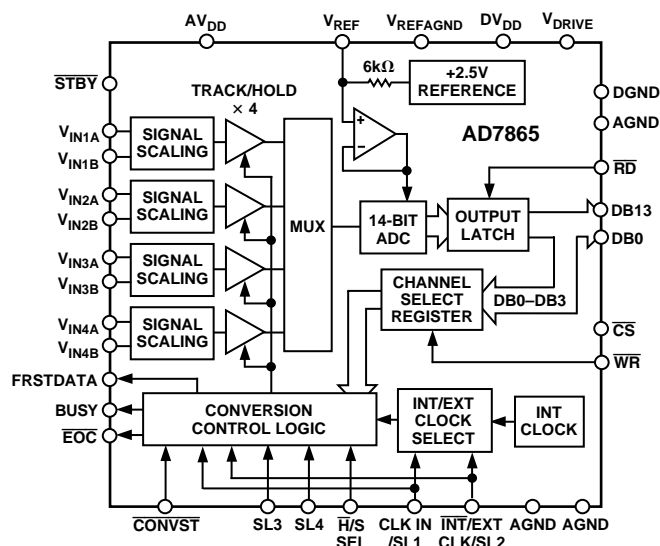 AVDD
VREF
VREFAGND
DVDD
VDRIVE
STBY
6kΩ
+2.5V
REFERENCE
TRACK/HOLD
× 4
AD7865
DGND
AGND
VIN1A
VIN1B
SIGNAL
SCALING
+
−
RD
VIN2A
VIN2B
SIGNAL
SCALING
MUX
14-BIT
ADC
OUTPUT
LATCH
DB13
DB0
VIN3A
VIN3B
SIGNAL
SCALING
CHANNEL
SELECT
REGISTER
DB0–DB3
VIN4A
VIN4B
SIGNAL
SCALING
CS
WR
FRSTDATA
BUSY
EOC
CONVERSION
CONTROL LOGIC
INT/EXT
CLOCK
SELECT
INT
CLOCK
CONVST
SL3
SL4
H/S
SEL
CLK IN
/SL1
INT/EXT
CLK/SL2
AGND
AGND